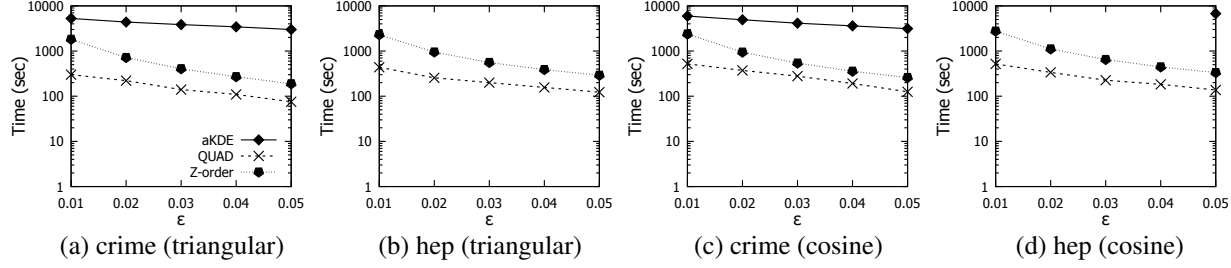 Time (sec)
10000
1000
100
10
1
aKDE
QUAD
Z-order
0.01 0.02 0.03 0.04 0.05
ε
(a) crime (triangular)
Time (sec)
10000
1000
100
10
1
0.01 0.02 0.03 0.04 0.05
ε
(b) hep (triangular)
Time (sec)
10000
1000
100
10
1
0.01 0.02 0.03 0.04 0.05
ε
(c) crime (cosine)
Time (sec)
10000
1000
100
10
1
0.01 0.02 0.03 0.04 0.05
ε
(d) hep (cosine)